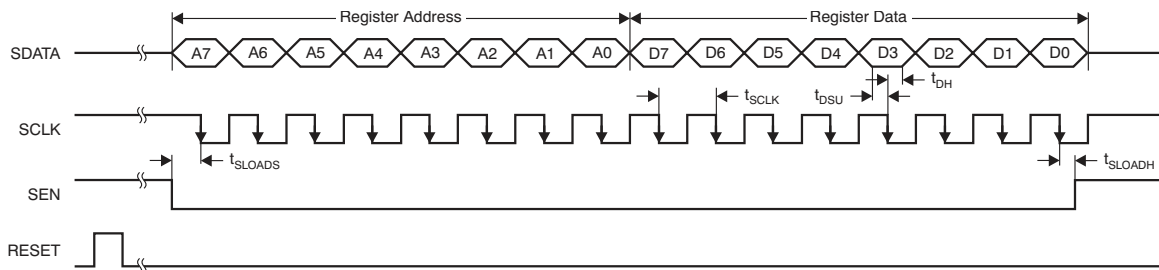 Register Address Register Data
SDATA A7 A6 A5 A4 A3 A2 A1 A0 D7 D6 D5 D4 D3 D2 D1 D0
tSCLK tDSU tDH
SCLK
tSLOADS tSLOADH
SEN
RESET